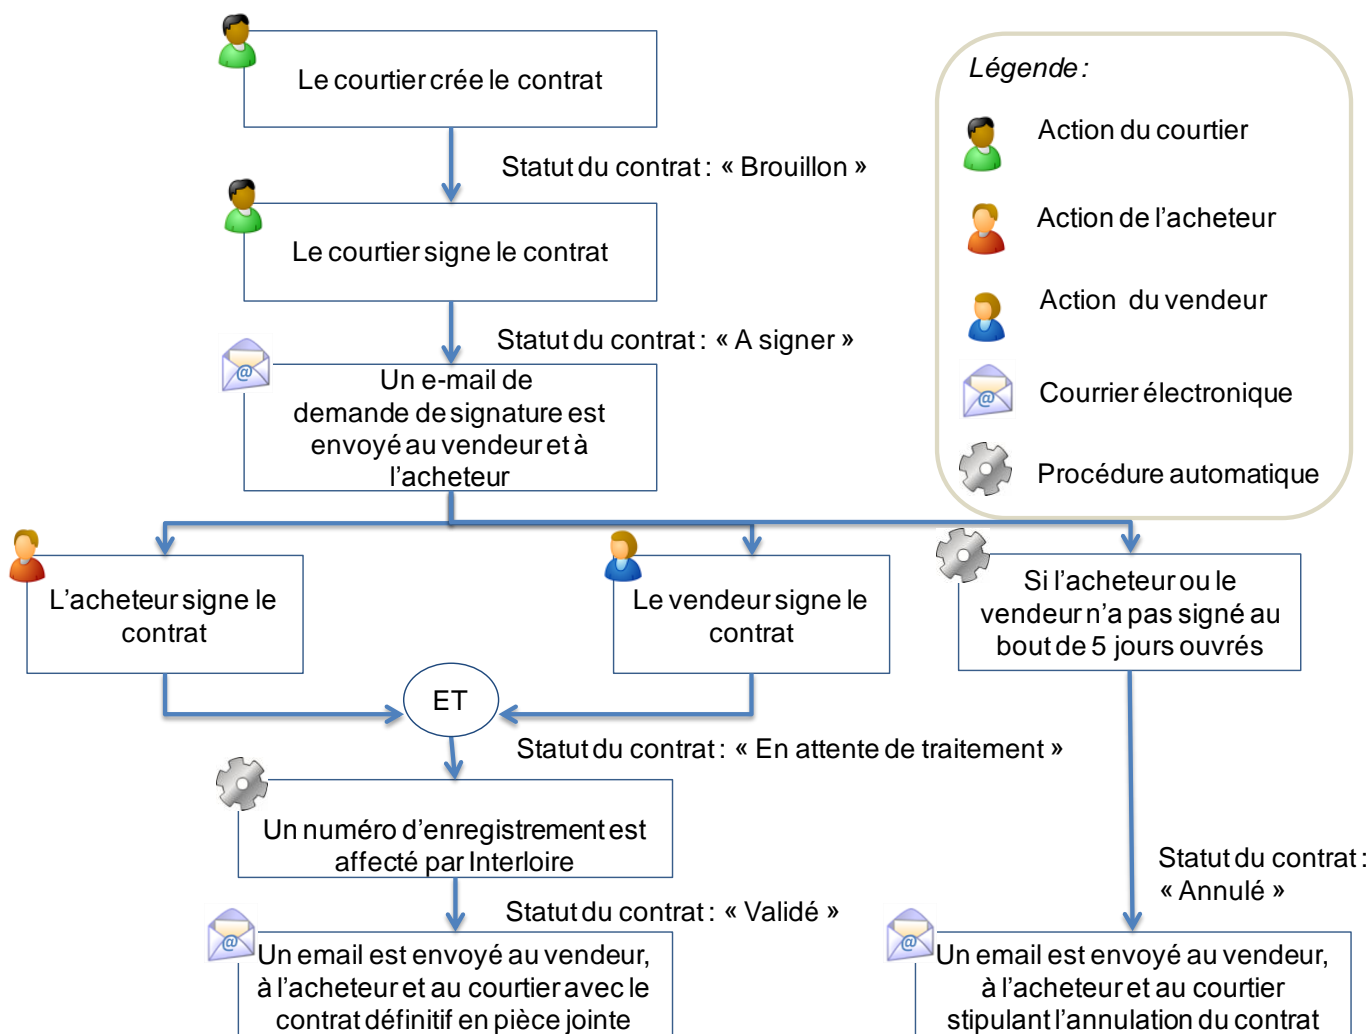 Le courtier crée le contrat
Légende :
Action du courtier
Action de l’acheteur
Action du vendeur
Courrier électronique
Procédure automatique
Statut du contrat : « Brouillon »
Le courtier signe le contrat
Statut du contrat : « A signer »
Un e-mail de
demande de signature est
envoyé au vendeur et à
l’acheteur
L’acheteur signe le
contrat
Le vendeur signe le
contrat
Si l’acheteur ou le
vendeur n’a pas signé au
bout de 5 jours ouvrés
ET
Statut du contrat : « En attente de traitement »
Un numéro d’enregistrement est
affecté par Interloire
Statut du contrat :
« Annulé »
Statut du contrat : « Validé »
Un email est envoyé au vendeur,
à l’acheteur et au courtier avec le
contrat définitif en pièce jointe
Un email est envoyé au vendeur,
à l’acheteur et au courtier
stipulant l’annulation du contrat